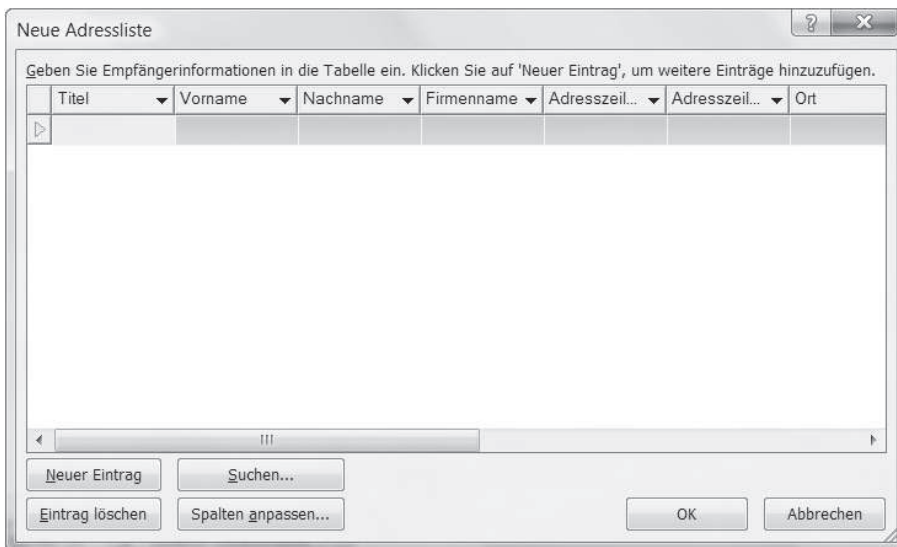 Neue Adressliste
Geben Sie Empfängerinformationen in die Tabelle ein. Klicken Sie auf 'Neuer Eintrag', um weitere Einträge hinzuzufügen.
Titel Vorname Nachname Firmenname Adresszeil... Adresszeil... Ort
Neuer Eintrag Suchen...
Eintrag löschen Spalten anpassen... OK Abbrechen